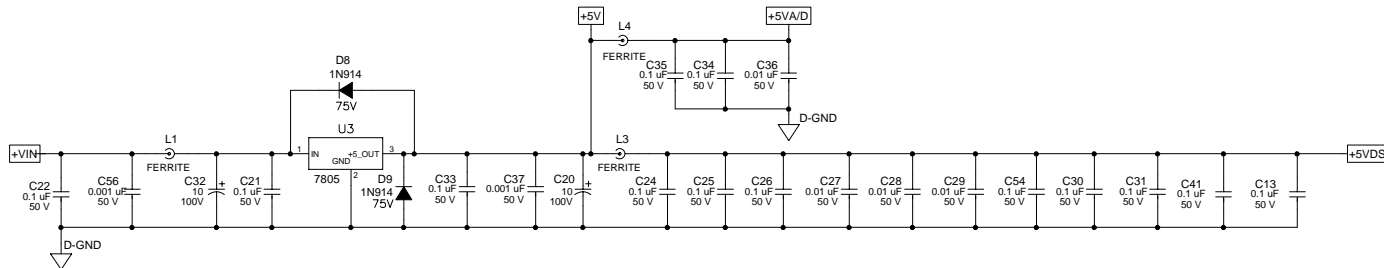 +5V
+5VA/D
L4
FERRITE
C35
0.1 uF
50 V
C34
0.1 uF
50 V
C36
0.01 uF
50 V
D-GND
D8
1N914
75V
+VIN
L1
FERRITE
U3
1
IN
+5_OUT
3
GND
2
7805
L3
FERRITE
+5VDS
C22
0.1 uF
50 V
C56
0.001 uF
50 V
C32
10
100V
+
C21
0.1 uF
50 V
D9
1N914
75V
C33
0.1 uF
50 V
C37
0.001 uF
50 V
C20
10
100V
+
C24
0.1 uF
50 V
C25
0.1 uF
50 V
C26
0.1 uF
50 V
C27
0.01 uF
50 V
C28
0.01 uF
50 V
C29
0.01 uF
50 V
C54
0.1 uF
50 V
C30
0.1 uF
50 V
C31
0.1 uF
50 V
C41
0.1 uF
50 V
C13
0.1 uF
50 V
D-GND